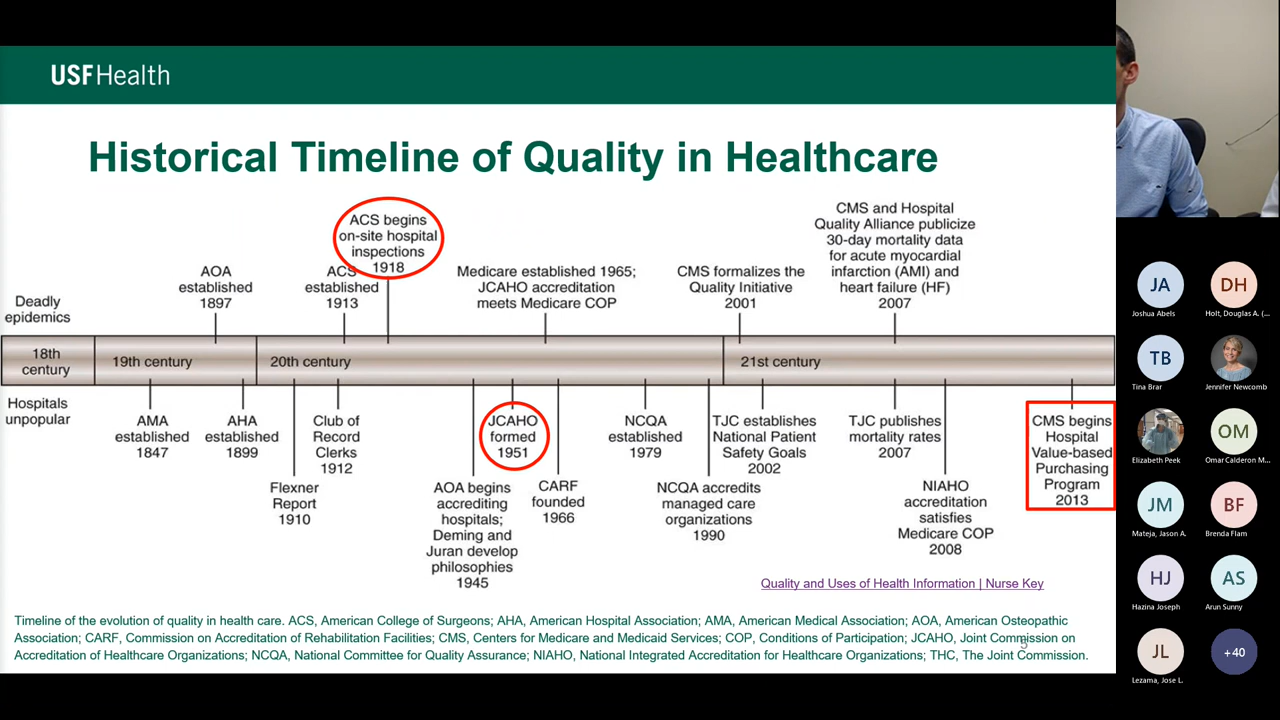 USF Health
Historical Timeline of Quality in Healthcare
ACS begins
on-site hospital
inspections
1918
CMS and Hospital
Quality Alliance publicize
30-day mortality data
for acute myocardial
infarction (AMI) and
heart failure (HF)
2007
AOA
established
1897
ACS
established
1913
Medicare established 1965;
JCAHO accreditation
meets Medicare COP
CMS formalizes the
Quality Initiative
2001
Deadly
epidemics
18th
century
19th century
20th century
21st century
Hospitals
unpopular
AMA
established
1847
AHA
established
1899
Club of
Record
Clerks
1912
JCAHO
formed
1951
NCQA
established
1979
TJC establishes
National Patient
Safety Goals
2002
TJC publishes
mortality rates
2007
CMS begins
Hospital
Value-based
Purchasing
Program
2013
Flexner
Report
1910
AOA begins
accrediting
hospitals;
Deming and
Juran develop
philosophies
1945
CARF
founded
1966
NCQA accredits
managed care
organizations
1990
NIAHO
accreditation
satisfies
Medicare COP
2008
Quality and Uses of Health Information | Nurse Key
Timeline of the evolution of quality in health care. ACS, American College of Surgeons; AHA, American Hospital Association; AMA, American Medical Association; AOA, American Osteopathic
Association; CARF, Commission on Accreditation of Rehabilitation Facilities; CMS, Centers for Medicare and Medicaid Services; COP, Conditions of Participation; JCAHO, Joint Commission on
Accreditation of Healthcare Organizations; NCQA, National Committee for Quality Assurance; NIAHO, National Integrated Accreditation for Healthcare Organizations; THC, The Joint Commission.
JA
Joshua Abels
DH
Holt, Douglas A. (...
TB
Tina Brar
Jennifer Newcomb
Elizabeth Peek
OM
Omar Calderon M...
JM
Mateja, Jason A.
BF
Brenda Flam
HJ
Hazina Joseph
AS
Arun Sunny
JL
Lezama, Jose L.
+40